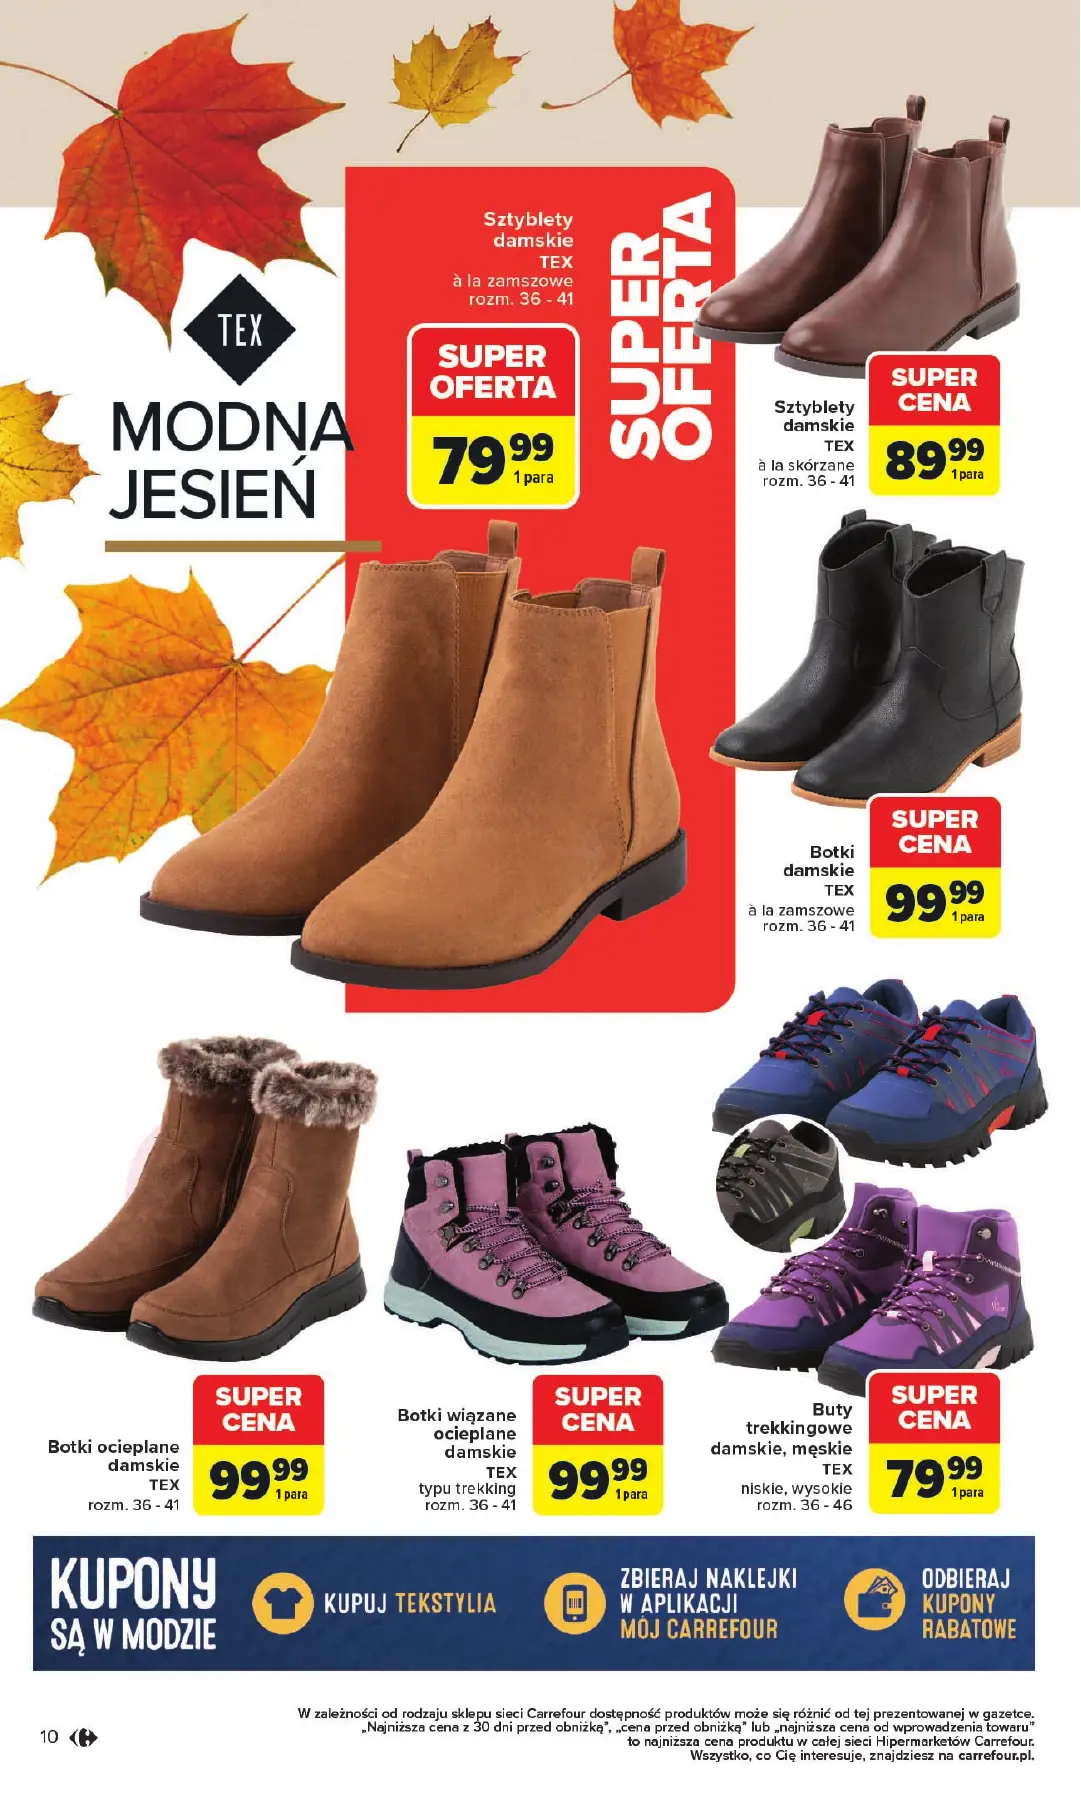 TEX
MODNA
JESIEŃ
Sztyblety
damskie
TEX
à la zamszowe
rozm. 36 - 41
SUPER
OFERTA
79 99
1 para
SUPER
OFERTA
Sztyblety
damskie
TEX
à la skórzane
rozm. 36 - 41
SUPER
CENA
89 99
1 para
Botki
damskie
TEX
à la zamszowe
rozm. 36 - 41
SUPER
CENA
99 99
1 para
Botki ocieplane
damskie
TEX
rozm. 36 - 41
SUPER
CENA
99 99
1 para
Botki wiązane
ocieplane
damskie
TEX
typu trekking
rozm. 36 - 41
SUPER
CENA
99 99
1 para
Buty
trekkingowe
damskie, męskie
TEX
niskie, wysokie
rozm. 36 - 46
SUPER
CENA
79 99
1 para
KUPONY
SĄ W MODZIE
KUPUJ TEKSTYLIA
ZBIERAJ NAKLEJKI
W APLIKACJI
MÓJ CARREFOUR
ODBIERAJ
KUPONY
RABATOWE
W zależności od rodzaju sklepu sieci Carrefour dostępność produktów może się różnić od tej prezentowanej w gazetce.
„Najniższa cena z 30 dni przed obniżką”, „cena przed obniżką” lub „najniższa cena od wprowadzenia towaru”
to najniższa cena produktu w całej sieci Hipermarketów Carrefour.
Wszystko, co Cię interesuje, znajdziesz na carrefour.pl.
10